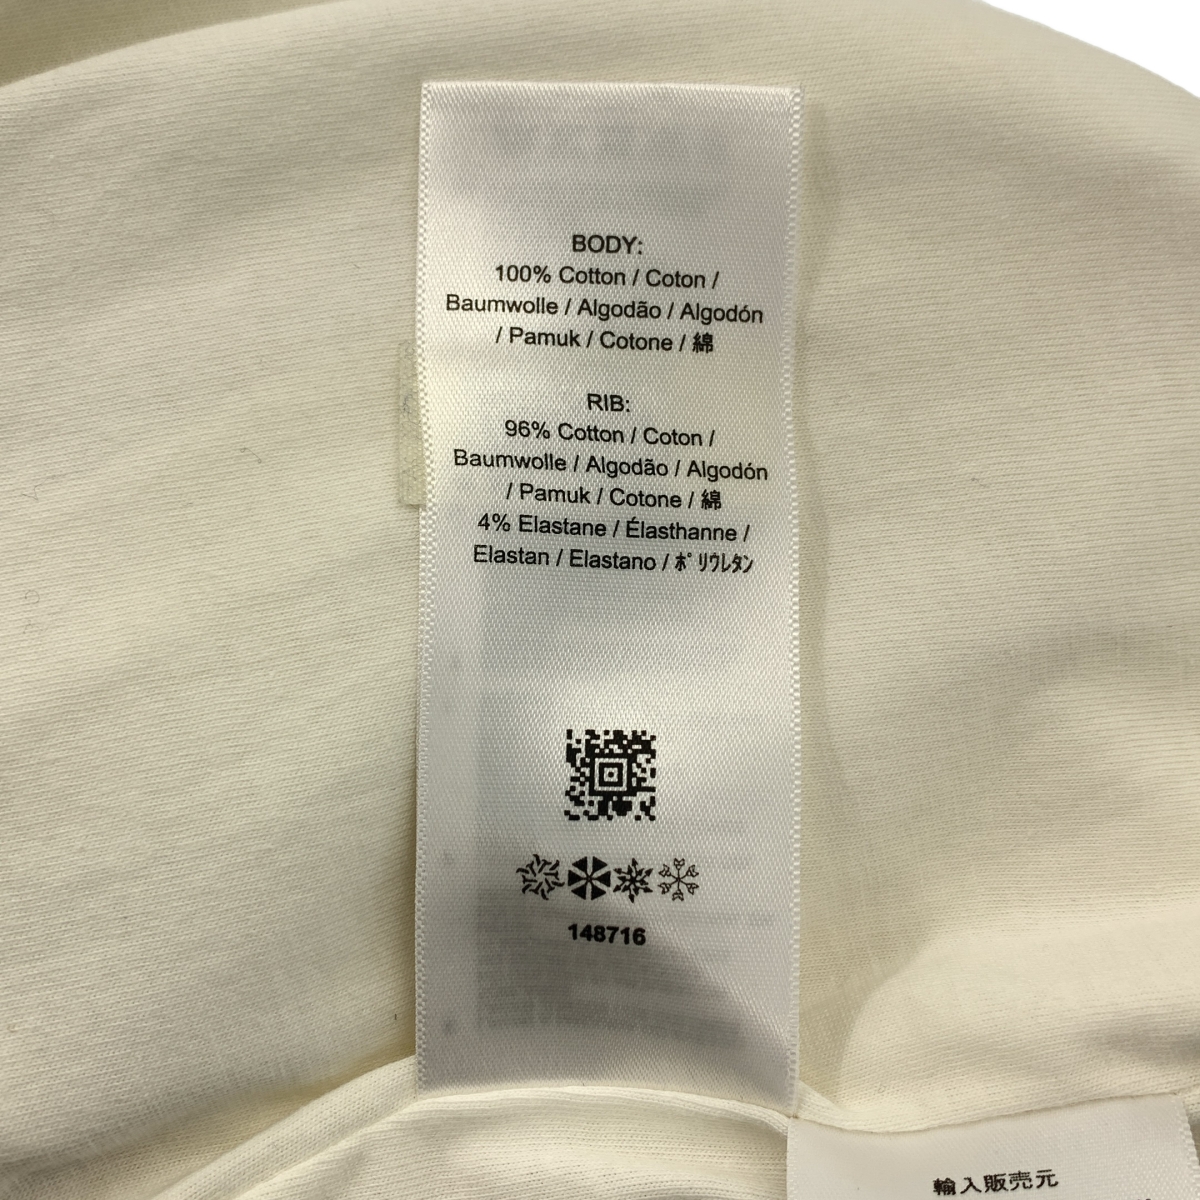 BODY:
100% Cotton / Coton /
Baumwolle / Algodão / Algodón
/ Pamuk / Cotone / 綿
RIB:
96% Cotton / Coton /
Baumwolle / Algodão / Algodón
/ Pamuk / Cotone / 綿
4% Elastane / Élasthanne /
Elastan / Elastano / ﾎﾟﾘｳﾚﾀﾝ
148716
輸入販売元